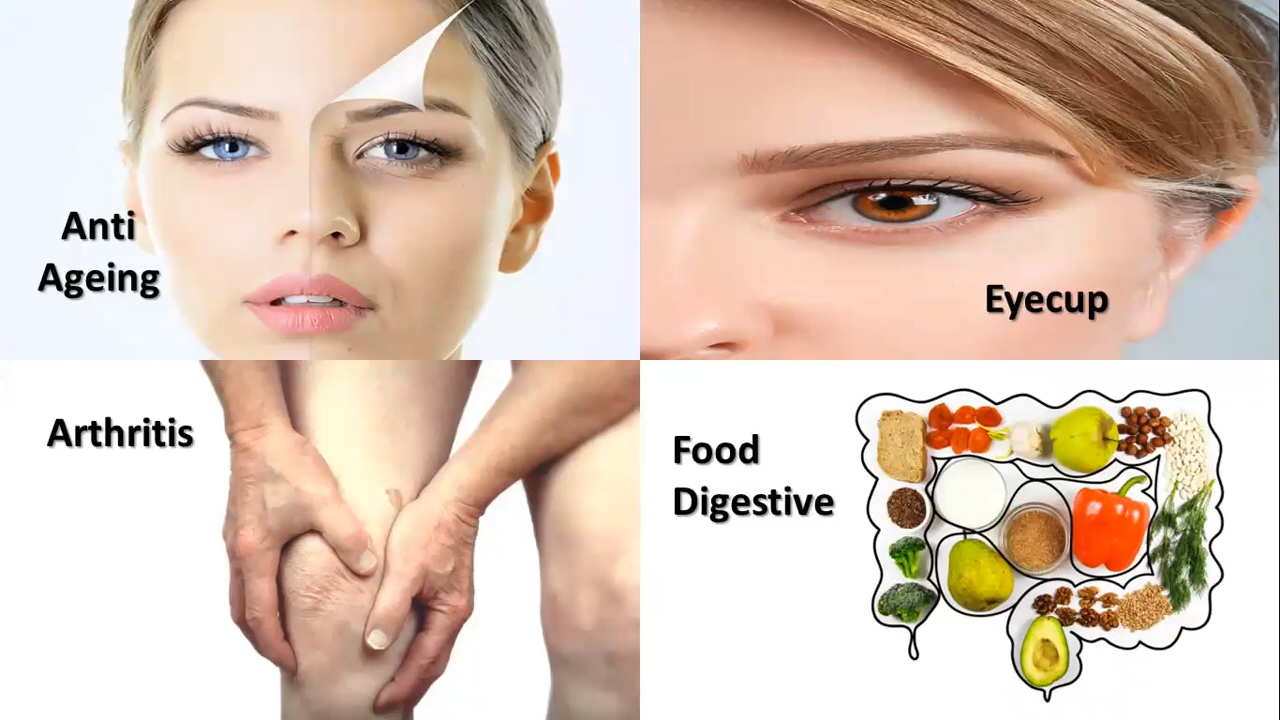 Anti
Ageing
Eyecup
Arthritis
Food
Digestive